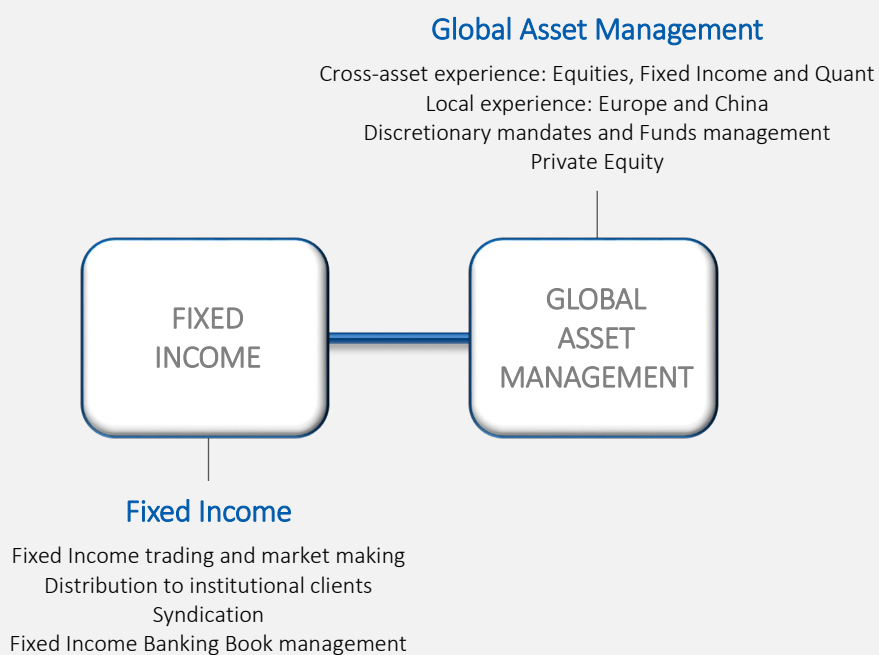 Global Asset Management
Cross-asset experience: Equities, Fixed Income and Quant
Local experience: Europe and China
Discretionary mandates and Funds management
Private Equity
FIXED
INCOME
GLOBAL
ASSET
MANAGEMENT
Fixed Income
Fixed Income trading and market making
Distribution to institutional clients
Syndication
Fixed Income Banking Book management